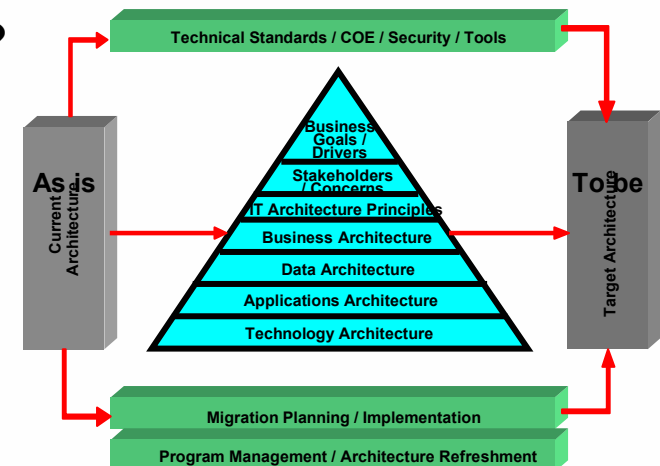 Technical Standards / COE / Security / Tools
Business
Goals /
Drivers
Stakeholders
/ Concerns
IT Architecture Principles
Business Architecture
Data Architecture
Applications Architecture
Technology Architecture
As is
Current
Architecture
To be
Target Architecture
Migration Planning / Implementation
Program Management / Architecture Refreshment